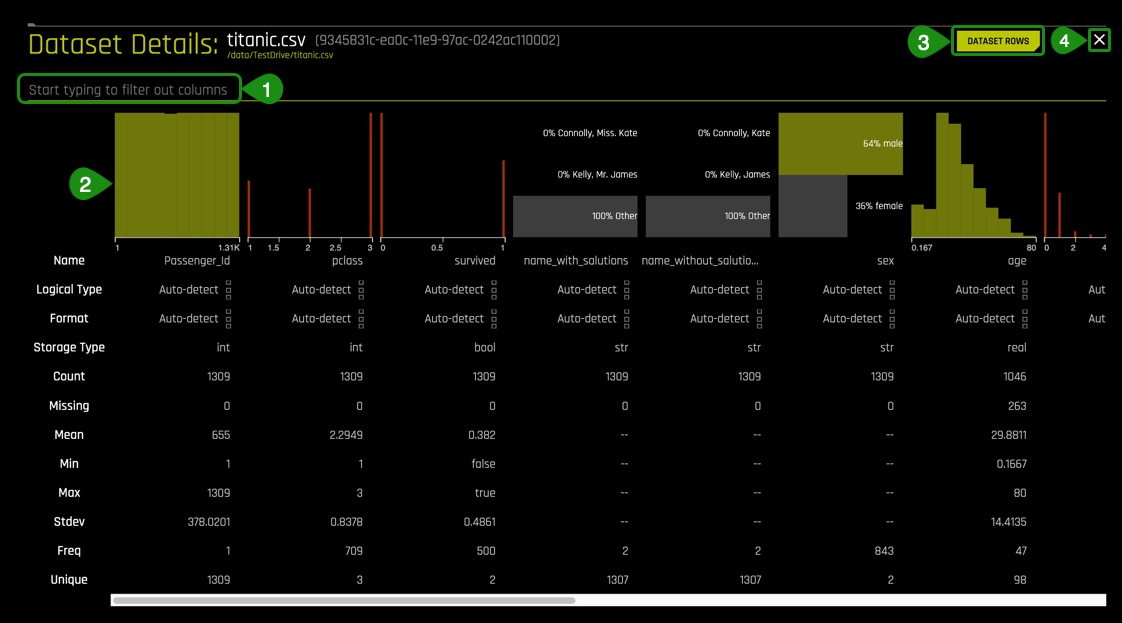 Dataset Details: titanic.csv (9345831c-ea0c-11e9-97ac-0242ac110002)
/data/TestDrive/titanic.csv
3 DATASET ROWS 4
Start typing to filter out columns 1
2
0% Connolly, Miss. Kate 0% Connolly, Kate 64% male
0% Kelly, Mr. James 0% Kelly, James
100% Other 100% Other 36% female
1 1.31K 1 1.5 2 2.5 3 0 0.5 1 0.167 80 0 2 4
Name Passenger_Id pclass survived name_with_salutions name_without_salutio... sex age
Logical Type Auto-detect Auto-detect Auto-detect Auto-detect Auto-detect Auto-detect Auto-detect Aut
Format Auto-detect Auto-detect Auto-detect Auto-detect Auto-detect Auto-detect Auto-detect Aut
Storage Type int int bool str str str real
Count 1309 1309 1309 1309 1309 1309 1046
Missing 0 0 0 0 0 0 263
Mean 655 2.2949 0.382 -- -- -- 29.8811
Min 1 1 false -- -- -- 0.1667
Max 1309 3 true -- -- -- 80
Stdev 378.0201 0.8378 0.4861 -- -- -- 14.4135
Freq 1 709 500 2 2 843 47
Unique 1309 3 2 1307 1307 2 98